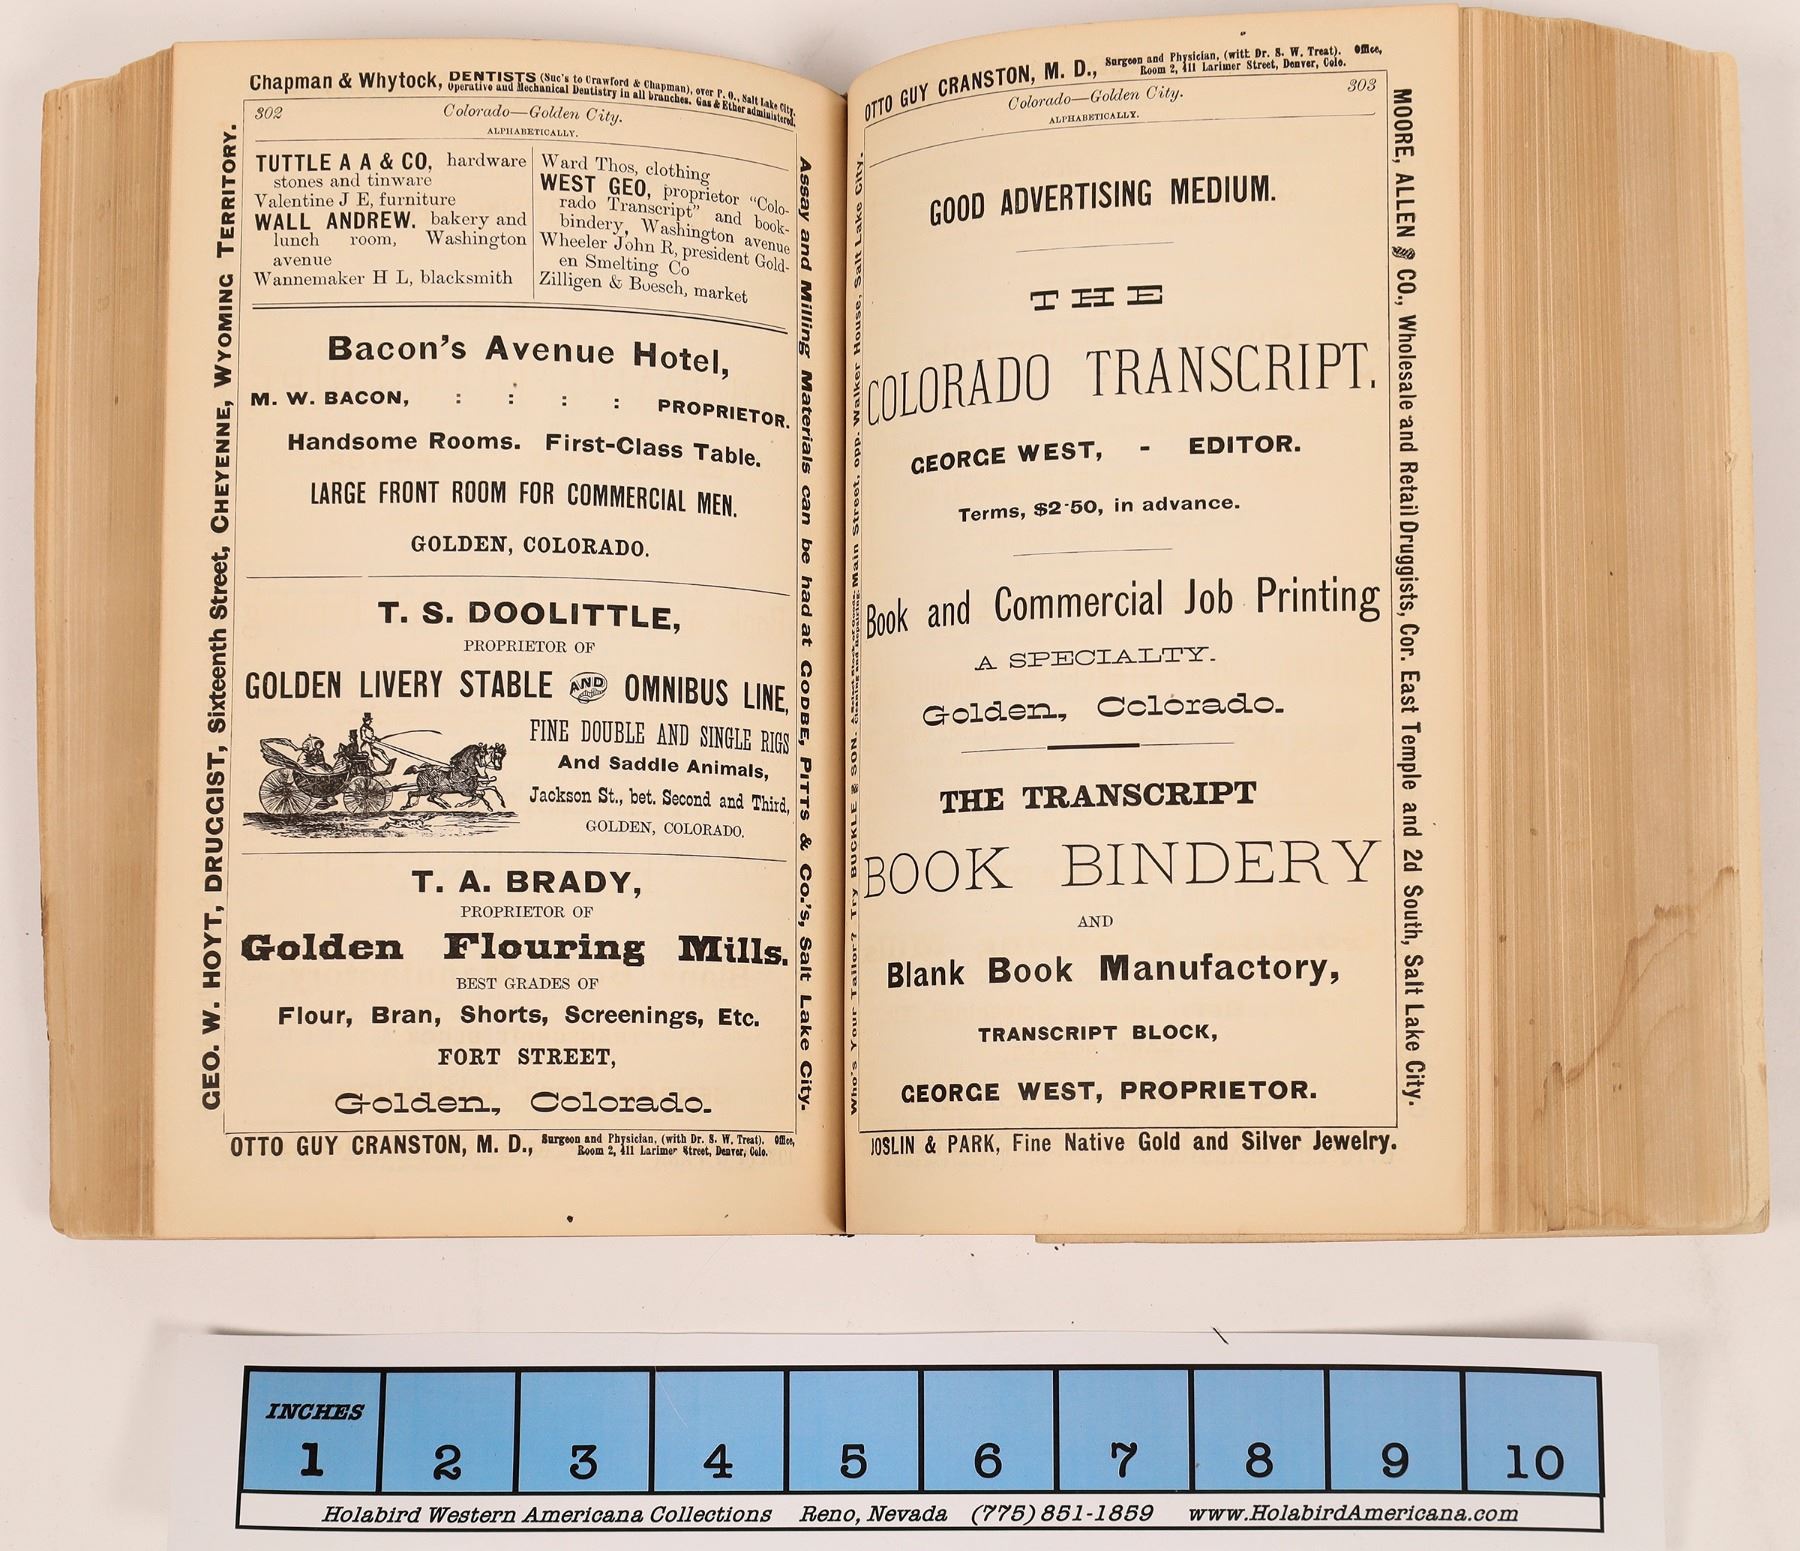 Chapman & Whytock, DENTISTS (Suc's to Crawford & Chapman), over P. O., Salt Lake City.
Operative and Mechanical Dentistry in all branches. Gas & Ether administered.
302
Colorado—Golden City.
ALPHABETICALLY.
TUTTLE A A & CO, hardware
stones and tinware
Valentine J E, furniture
WALL ANDREW. bakery and
lunch room, Washington
avenue
Wannemaker H L, blacksmith
Ward Thos, clothing
WEST GEO, proprietor "Colo-
rado Transcript" and book-
bindery, Washington avenue
Wheeler John R, president Gold-
en Smelting Co
Zilligen & Boesch, market
Bacon's Avenue Hotel,
M. W. BACON, : : : : PROPRIETOR.
Handsome Rooms. First-Class Table.
LARGE FRONT ROOM FOR COMMERCIAL MEN.
GOLDEN, COLORADO.
T. S. DOOLITTLE,
PROPRIETOR OF
GOLDEN LIVERY STABLE AND OMNIBUS LINE,
FINE DOUBLE AND SINGLE RIGS
And Saddle Animals,
Jackson St., bet. Second and Third,
GOLDEN, COLORADO.
T. A. BRADY,
PROPRIETOR OF
Golden Flouring Mills.
BEST GRADES OF
Flour, Bran, Shorts, Screenings, Etc.
FORT STREET,
Golden, Colorado.
OTTO GUY CRANSTON, M. D., Surgeon and Physician, (with Dr. S. W. Treat). Office,
Room 2, 411 Larimer Street, Denver, Colo.
GEO. W. HOYT, DRUGGIST, Sixteenth Street, CHEYENNE, WYOMING TERRITORY.
Assay and Milling Materials can be had at GODBE, PITTS & CO.'S, Salt Lake City.
OTTO GUY CRANSTON, M. D., Surgeon and Physician, (with Dr. S. W. Treat). Office,
Room 2, 411 Larimer Street, Denver, Colo.
Colorado—Golden City.
303
ALPHABETICALLY.
GOOD ADVERTISING MEDIUM.
THE
COLORADO TRANSCRIPT.
GEORGE WEST, - EDITOR.
Terms, $2.50, in advance.
Book and Commercial Job Printing
A SPECIALTY.
Golden, Colorado.
THE TRANSCRIPT
BOOK BINDERY
AND
Blank Book Manufactory,
TRANSCRIPT BLOCK,
GEORGE WEST, PROPRIETOR.
JOSLIN & PARK, Fine Native Gold and Silver Jewelry.
Who's Your Tailor? Try BUCKLE & SON. Main Street, opp. Walker House, Salt Lake City.
MOORE, ALLEN AND CO., Wholesale and Retail Druggists, Cor. East Temple and 2d South, Salt Lake City.
INCHES
1 2 3 4 5 6 7 8 9 10
Holabird Western Americana Collections Reno, Nevada (775) 851-1859 www.HolabirdAmericana.com